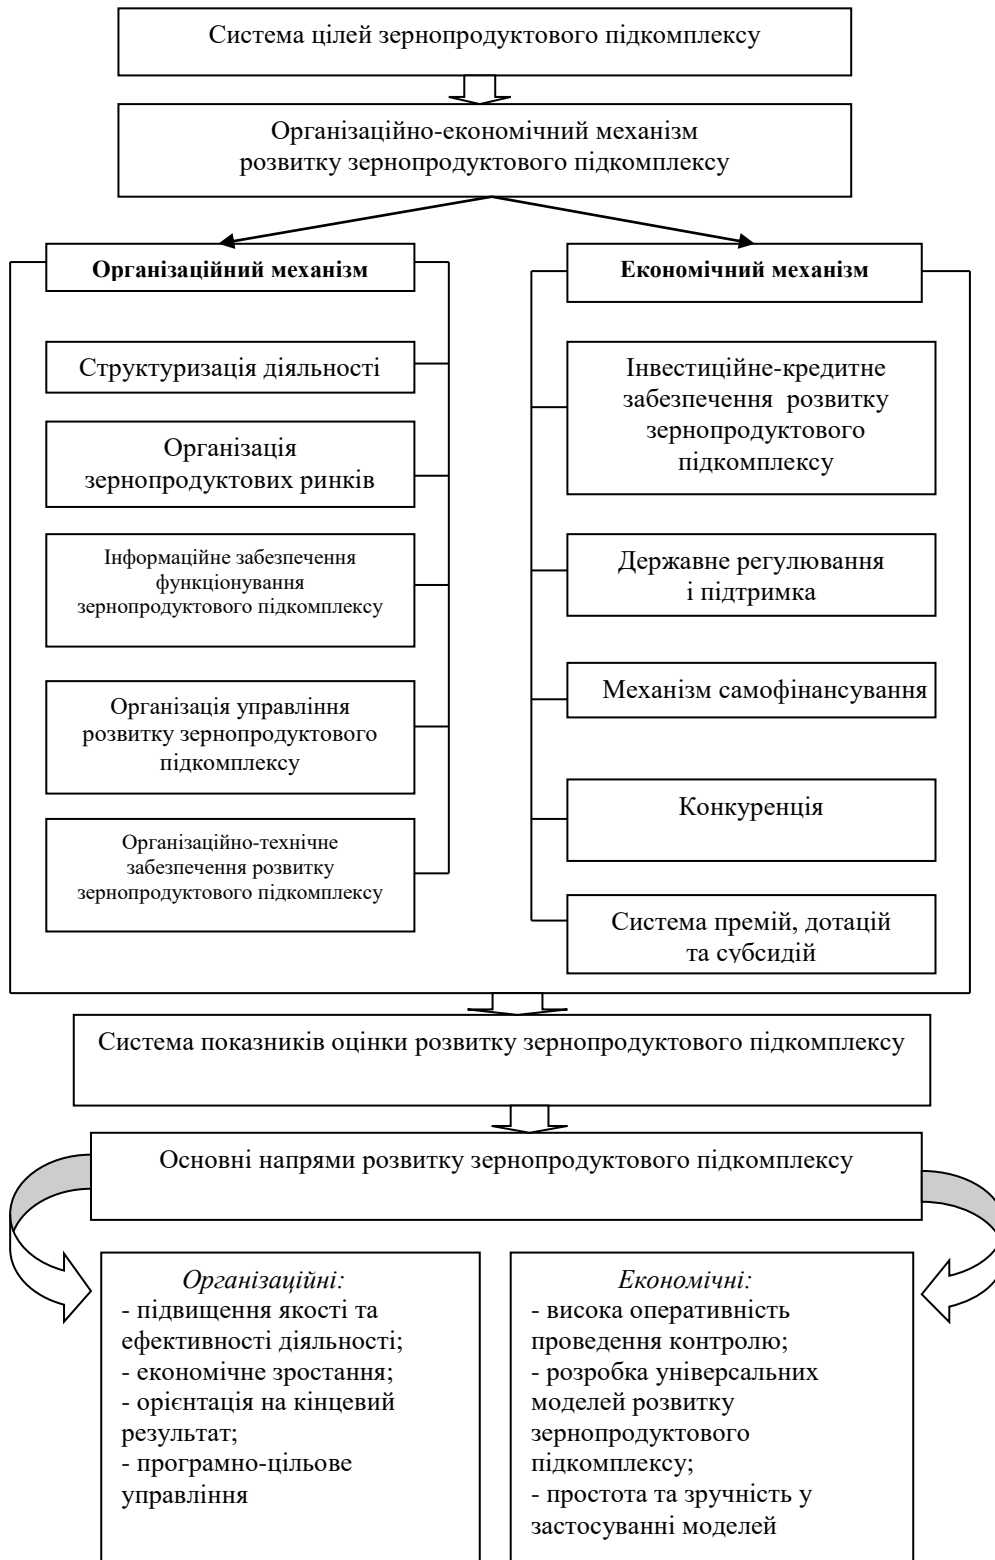 Система цілей зернопродуктового підкомплексу
Організаційно-економічний механізм
розвитку зернопродуктового підкомплексу
Організаційний механізм
Структуризація діяльності
Організація
зернопродуктових ринків
Інформаційне забезпечення
функціонування
зернопродуктового підкомплексу
Організація управління
розвитку зернопродуктового
підкомплексу
Організаційно-технічне
забезпечення розвитку
зернопродуктового підкомплексу
Економічний механізм
Інвестиційне-кредитне
забезпечення розвитку
зернопродуктового
підкомплексу
Державне регулювання
і підтримка
Механізм самофінансування
Конкуренція
Система премій, дотацій
та субсидій
Система показників оцінки розвитку зернопродуктового підкомплексу
Основні напрями розвитку зернопродуктового підкомплексу
Організаційні:
- підвищення якості та
ефективності діяльності;
- економічне зростання;
- орієнтація на кінцевий
результат;
- програмно-цільове
управління
Економічні:
- висока оперативність
проведення контролю;
- розробка універсальних
моделей розвитку
зернопродуктового
підкомплексу;
- простота та зручність у
застосуванні моделей